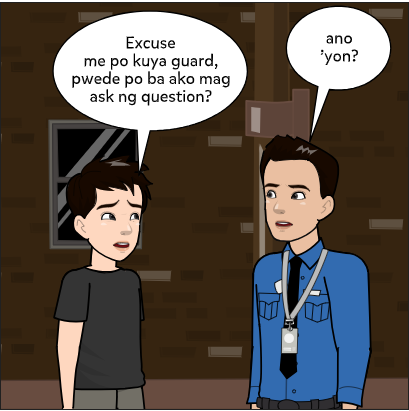 Excuse
me po kuya guard,
pwede po ba ako mag
ask ng question?
ano
'yon?